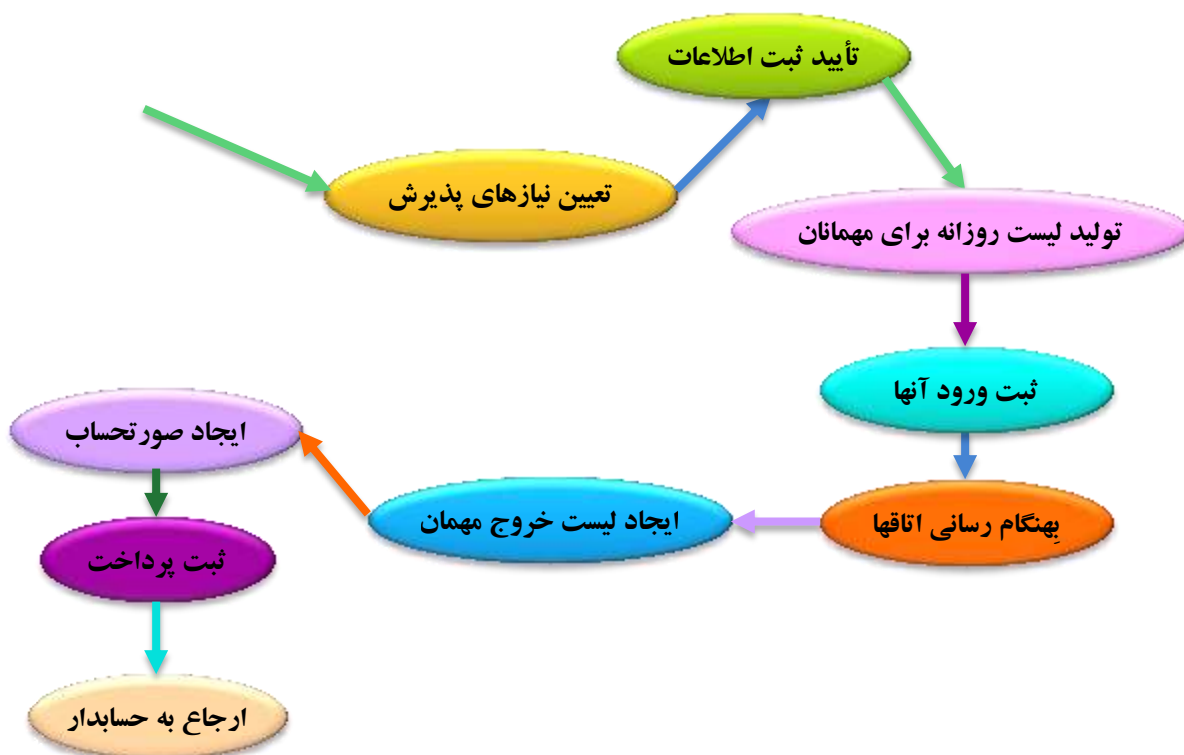 تأیید ثبت اطلاعات
تعیین نیازهای پذیرش
تولید لیست روزانه برای مهمانان
ثبت ورود آنها
بِهنگام رسانی اتاقها
ایجاد لیست خروج مهمان
ایجاد صورتحساب
ثبت پرداخت
ارجاع به حسابدار